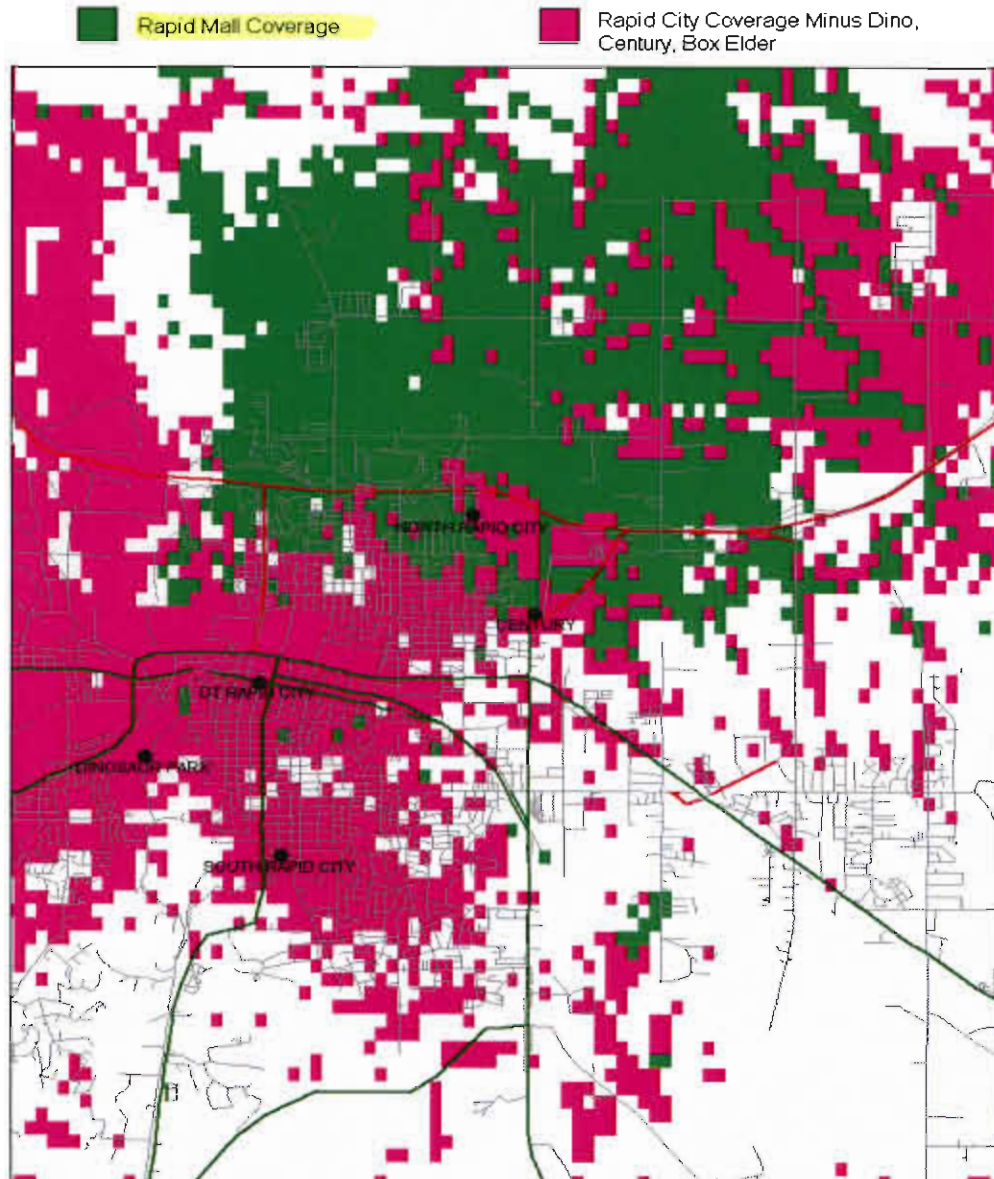 Rapid Mall Coverage
Rapid City Coverage Minus Dino,
Century, Box Elder
NORTH RAPID CITY
CENTURY
DT RAPID CITY
DINOSAUR PARK
SOUTH RAPID CITY